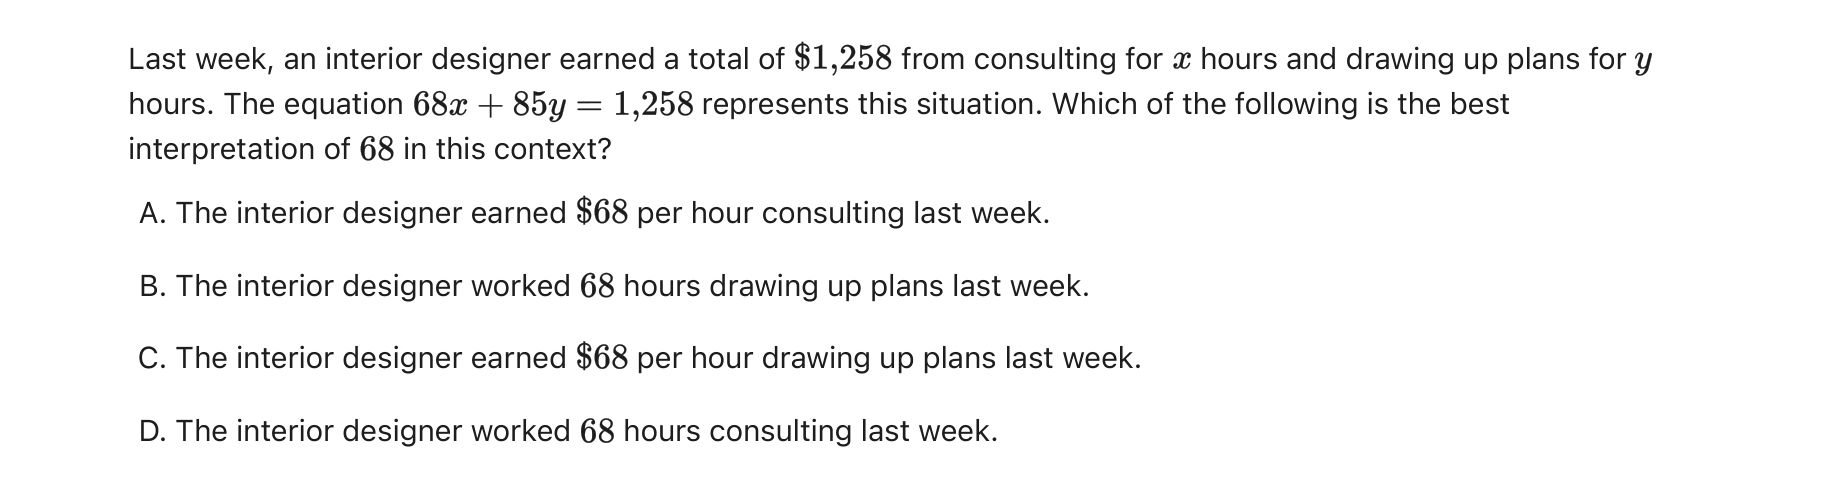 Last week, an interior designer earned a total of $1,258 from consulting for x hours and drawing up plans for y
hours. The equation 68x + 85y = 1,258 represents this situation. Which of the following is the best
interpretation of 68 in this context?
A. The interior designer earned $68 per hour consulting last week.
B. The interior designer worked 68 hours drawing up plans last week.
C. The interior designer earned $68 per hour drawing up plans last week.
D. The interior designer worked 68 hours consulting last week.